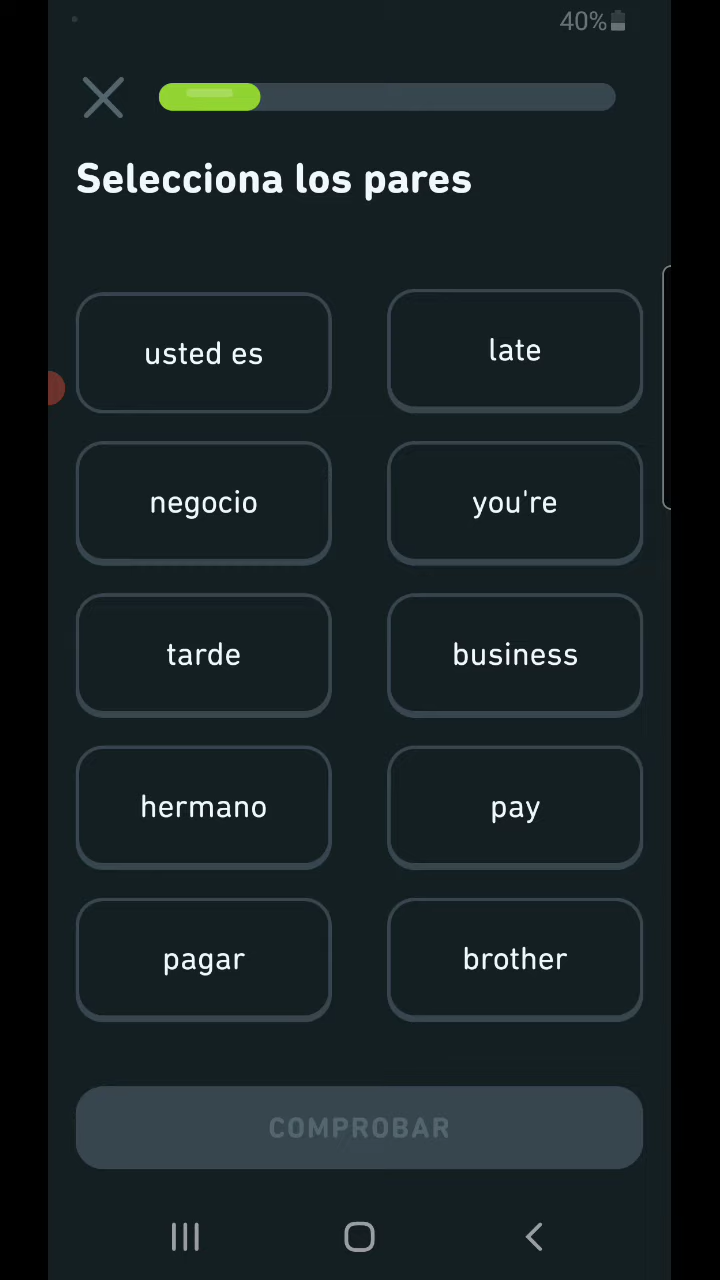 40%
Selecciona los pares
usted es late
negocio you're
tarde business
hermano pay
pagar brother
COMPROBAR